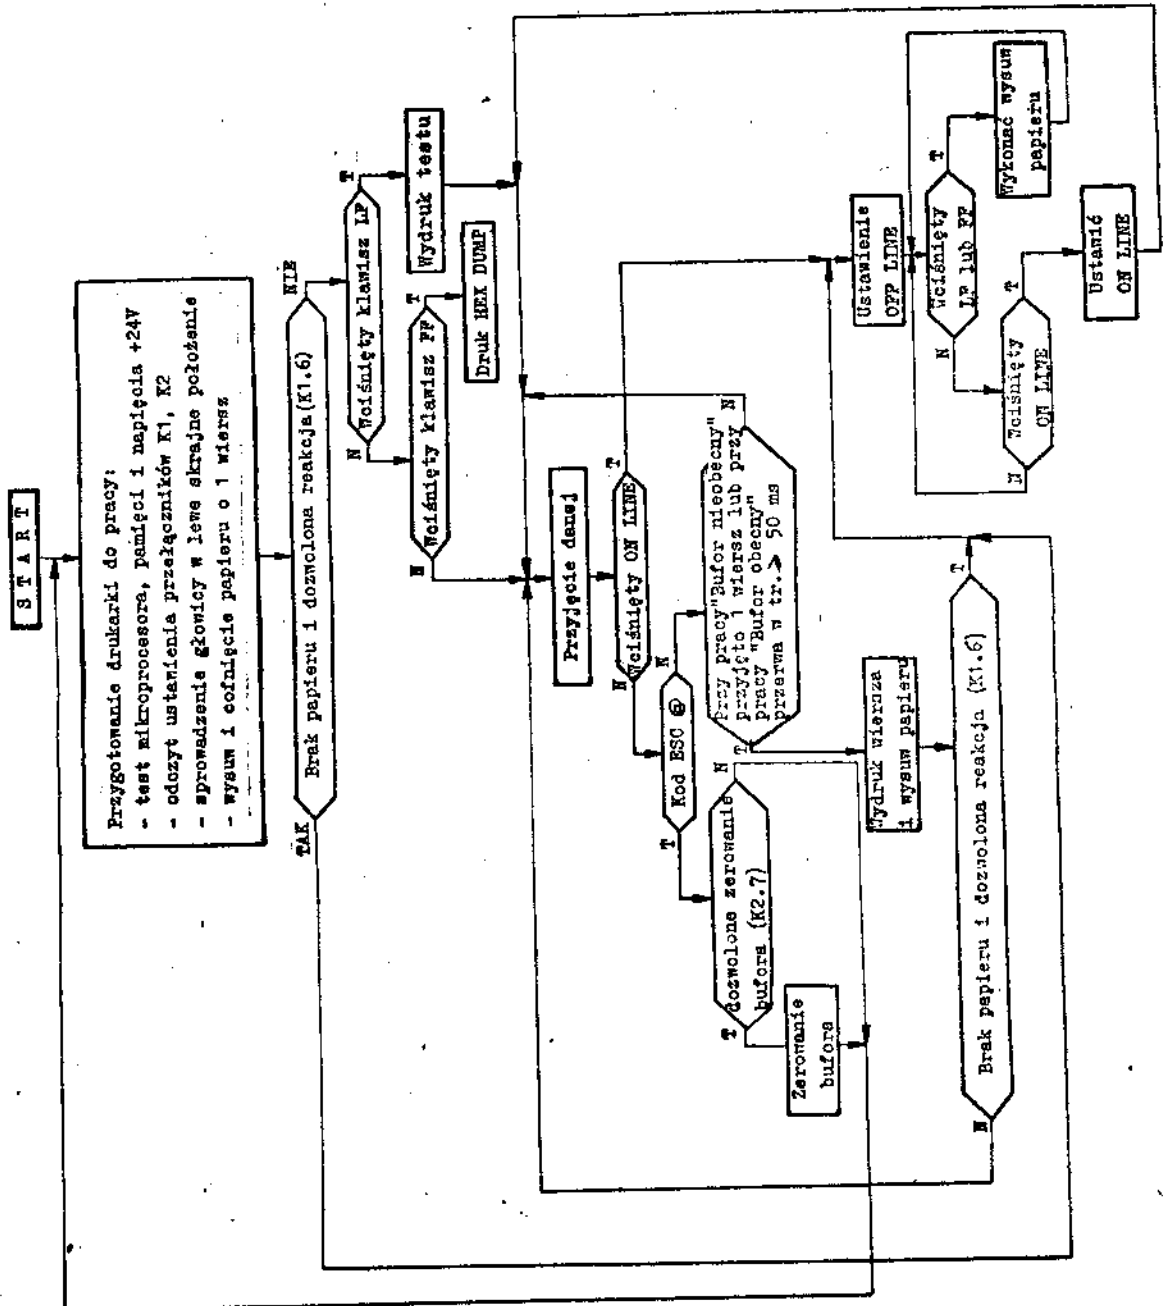 S T A R T
Przygotowanie drukarki do pracy:
- test mikroprocesora, pamięci i napięcia +24V
- odczyt ustawienia przełączników K1, K2
- sprowadzenie głowicy w lewe skrajne położenie
- wysuw i cofnięcie papieru o 1 wiersz
TAK
Brak papieru i dozwolona reakcja(K1.6)
NIE
N
Wciśnięty klawisz LF
T
Wydruk testu
N
Wciśnięty klawisz FF
T
Druk HEX DUMP
Przyjęcie danej
N
Wciśnięty ON LINE
T
T
Kod ESC @
N
T
dozwolone zerowanie
bufora (K2.7)
N
Zerowanie
bufora
T
Przy pracy"Bufor nieobecny"
przyjęto 1 wiersz lub przy
pracy "Bufor obecny"
przerwa w tr.> 50 ms
N
Wydruk wiersza
i wysuw papieru
N
Brak papieru i dozwolona reakcja (K1.6)
T
Ustawienie
OFF LINE
N
Wciśnięty
LF lub FF
T
Wykonać wysuw
papieru
N
Wciśnięty
ON LINE
T
Ustawić
ON LINE